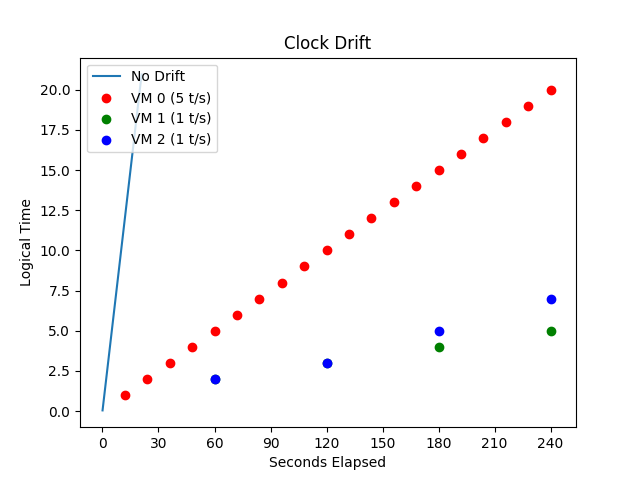 Clock Drift
No Drift
VM 0 (5 t/s)
VM 1 (1 t/s)
VM 2 (1 t/s)
Logical Time
20.0
17.5
15.0
12.5
10.0
7.5
5.0
2.5
0.0
0 30 60 90 120 150 180 210 240
Seconds Elapsed